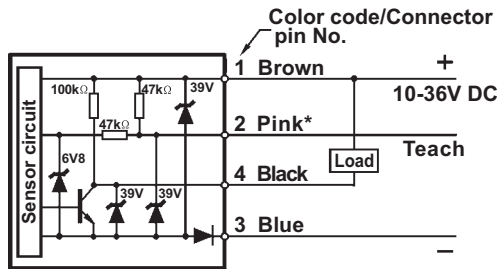 Color code/Connector
pin No.
1 Brown
+
10-36V DC
100kΩ
47kΩ
39V
47kΩ
2 Pink*
Teach
Load
6V8
39V
39V
4 Black
3 Blue
–
Sensor circuit